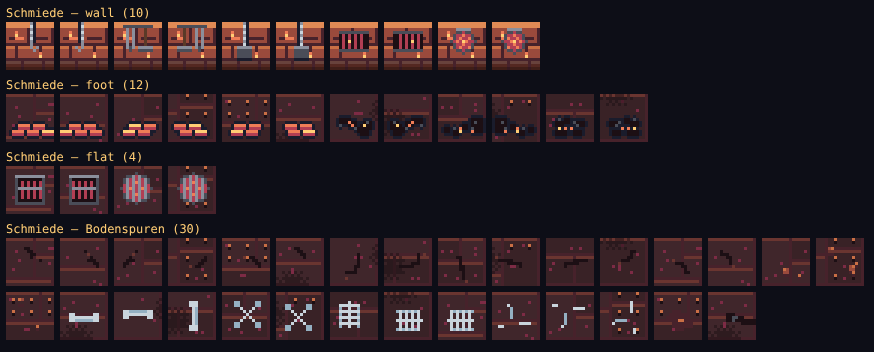 Schmiede — wall (10)
Schmiede — foot (12)
Schmiede — flat (4)
Schmiede — Bodenspuren (30)